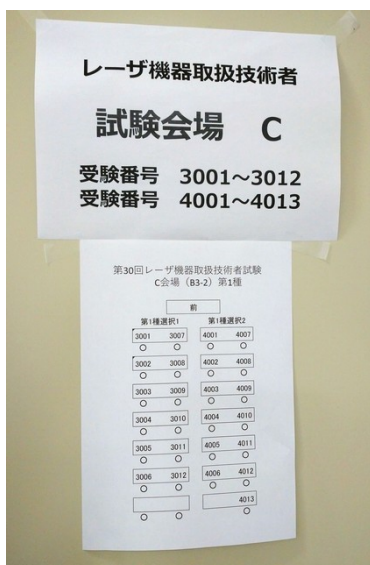 レーザ機器取扱技術者
試験会場　C
受験番号　3001～3012
受験番号　4001～4013
第30回レーザ機器取扱技術者試験
C会場（B3-2）第1種
前
第1種選択1　第1種選択2
3001 3007 4001 4007
3002 3008 4002 4008
3003 3009 4003 4009
3004 3010 4004 4010
3005 3011 4005 4011
3006 3012 4006 4012
4013